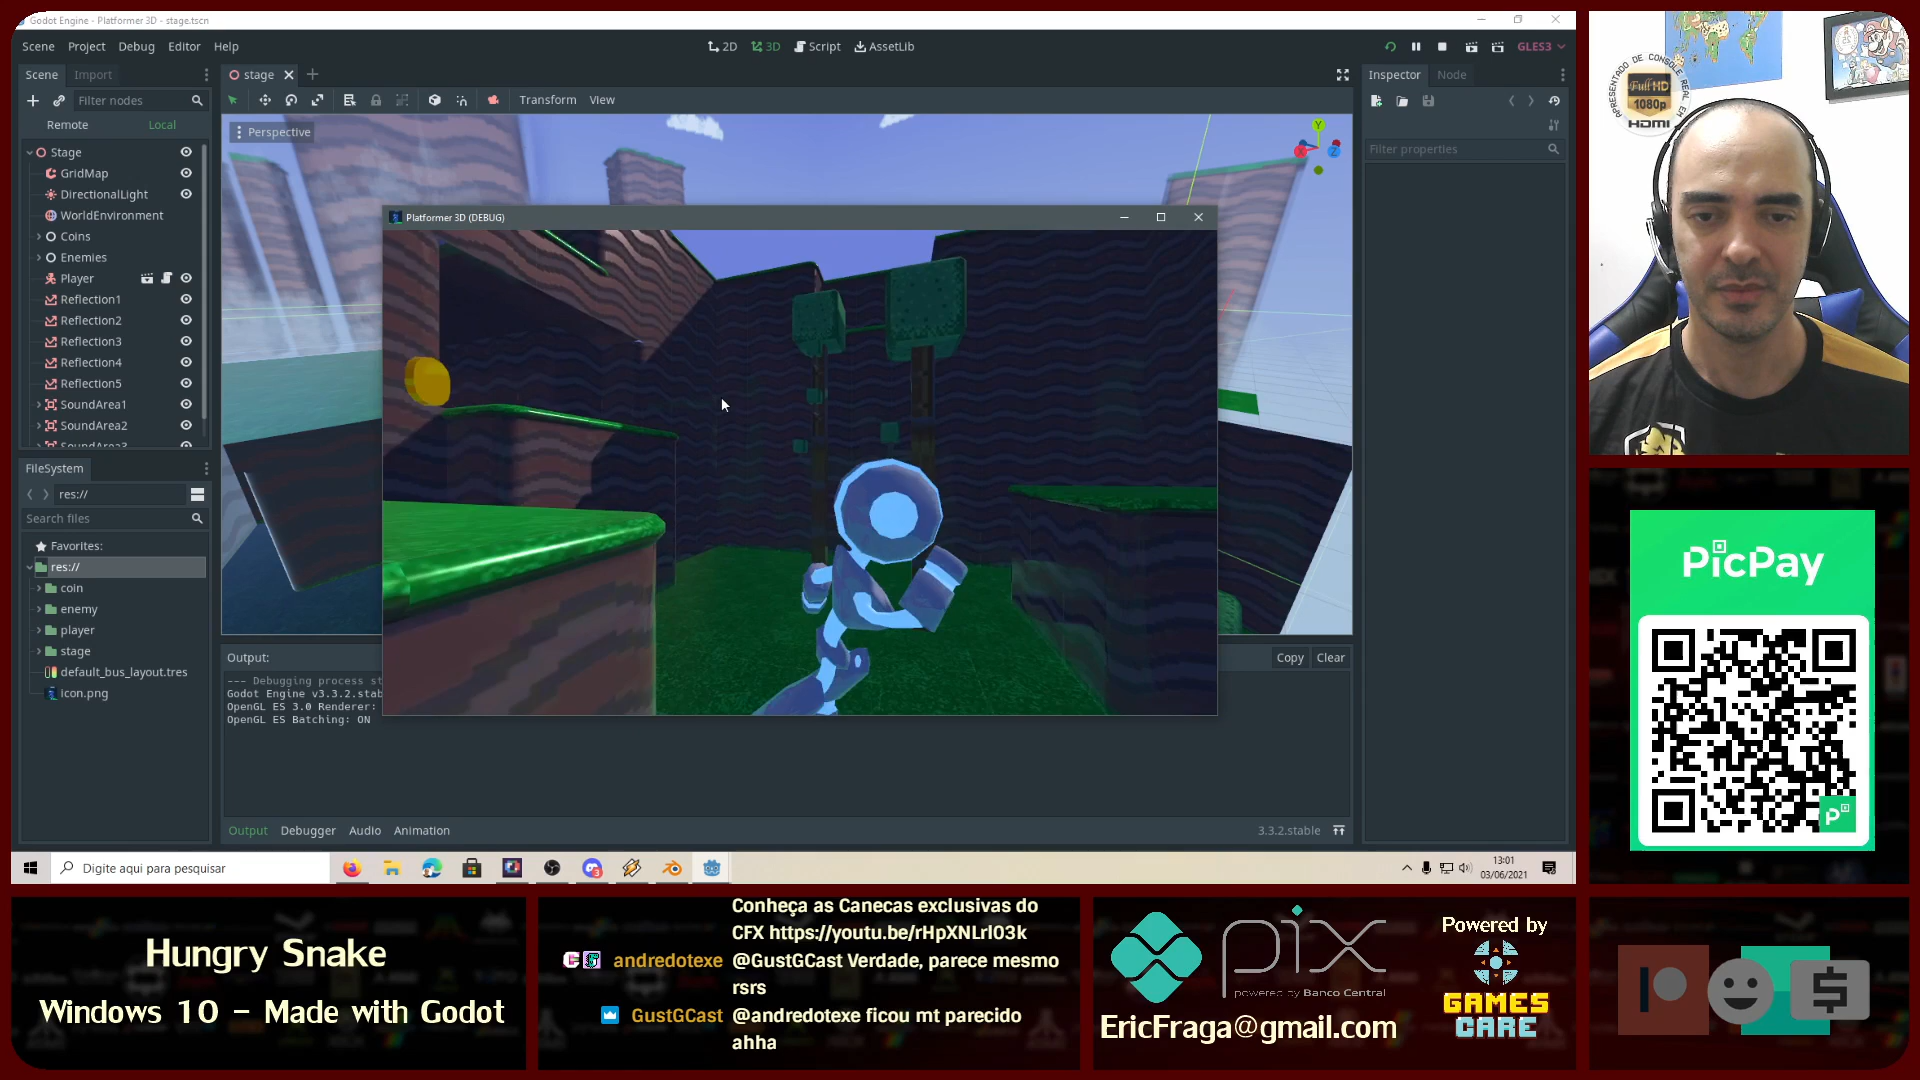 Godot Engine - Platformer 3D - stage.tscn
Scene Project Debug Editor Help
2D 3D Script AssetLib
GLES3
Scene Import
stage
Inspector Node
Filter nodes
Transform View
Remote Local
Perspective
Filter properties
Stage
GridMap
DirectionalLight
WorldEnvironment
Coins
Enemies
Player
Reflection1
Reflection2
Reflection3
Reflection4
Reflection5
SoundArea1
SoundArea2
SoundArea3
Y
X
Z
Platformer 3D (DEBUG)
FileSystem
res://
Search files
Favorites:
res://
coin
enemy
player
stage
default_bus_layout.tres
icon.png
Output:
Copy Clear
--- Debugging process st
Godot Engine v3.3.2.stab
OpenGL ES 3.0 Renderer:
OpenGL ES Batching: ON
Output Debugger Audio Animation
3.3.2.stable
Digite aqui para pesquisar
13:01
03/06/2021
APRESENTADO DE CONSOLE REAL EM
Full HD
1080p
HDMI
PicPay
Hungry Snake
Windows 10 - Made with Godot
Conheça as Canecas exclusivas do
CFX https://youtu.be/rHpXNLrlO3k
andredotexe @GustGCast Verdade, parece mesmo
rsrs
GustGCast @andredotexe ficou mt parecido
ahha
pix
powered by Banco Central
EricFraga@gmail.com
Powered by
GAMES
CARE